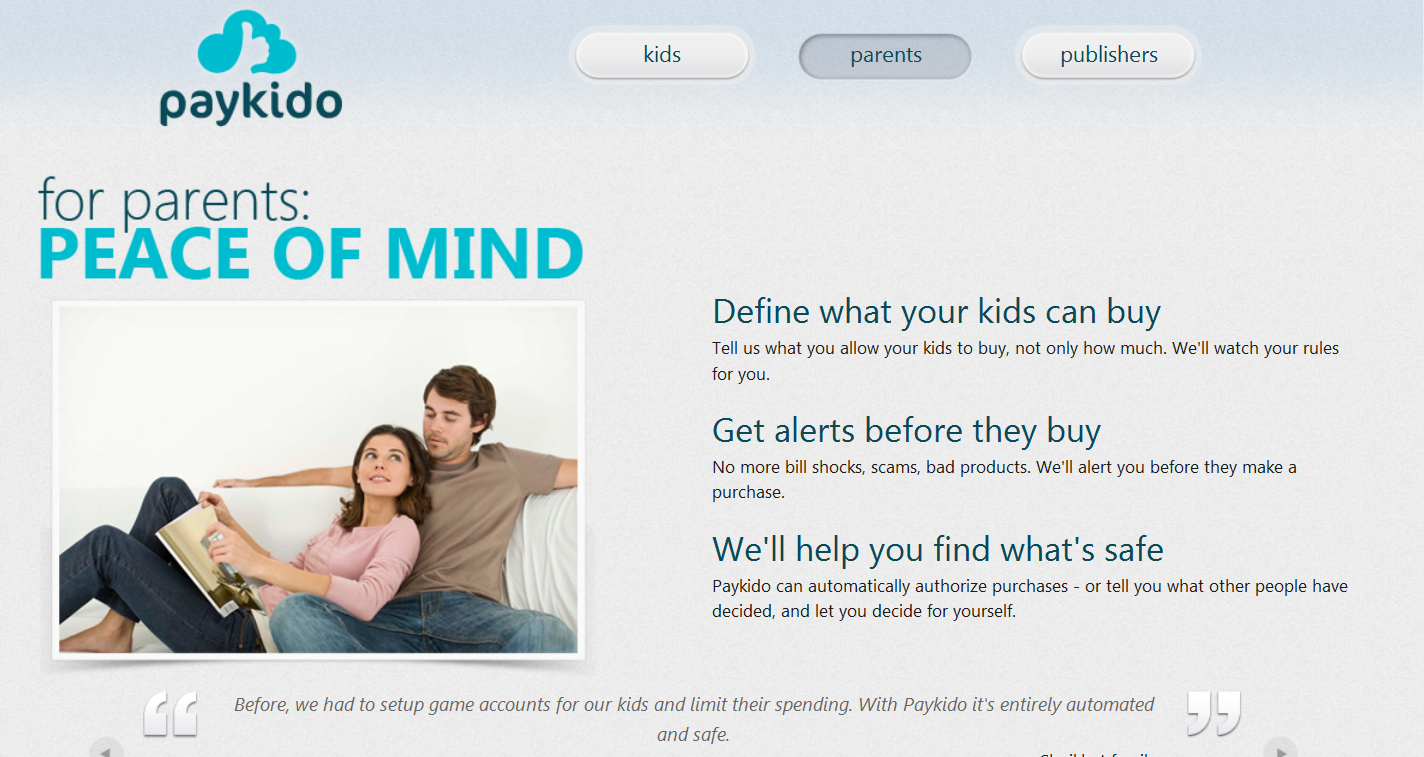 paykido
kids
parents
publishers
for parents:
PEACE OF MIND
Define what your kids can buy
Tell us what you allow your kids to buy, not only how much. We'll watch your rules
for you.
Get alerts before they buy
No more bill shocks, scams, bad products. We'll alert you before they make a
purchase.
We'll help you find what's safe
Paykido can automatically authorize purchases - or tell you what other people have
decided, and let you decide for yourself.
“ Before, we had to setup game accounts for our kids and limit their spending. With Paykido it's entirely automated ”
and safe.